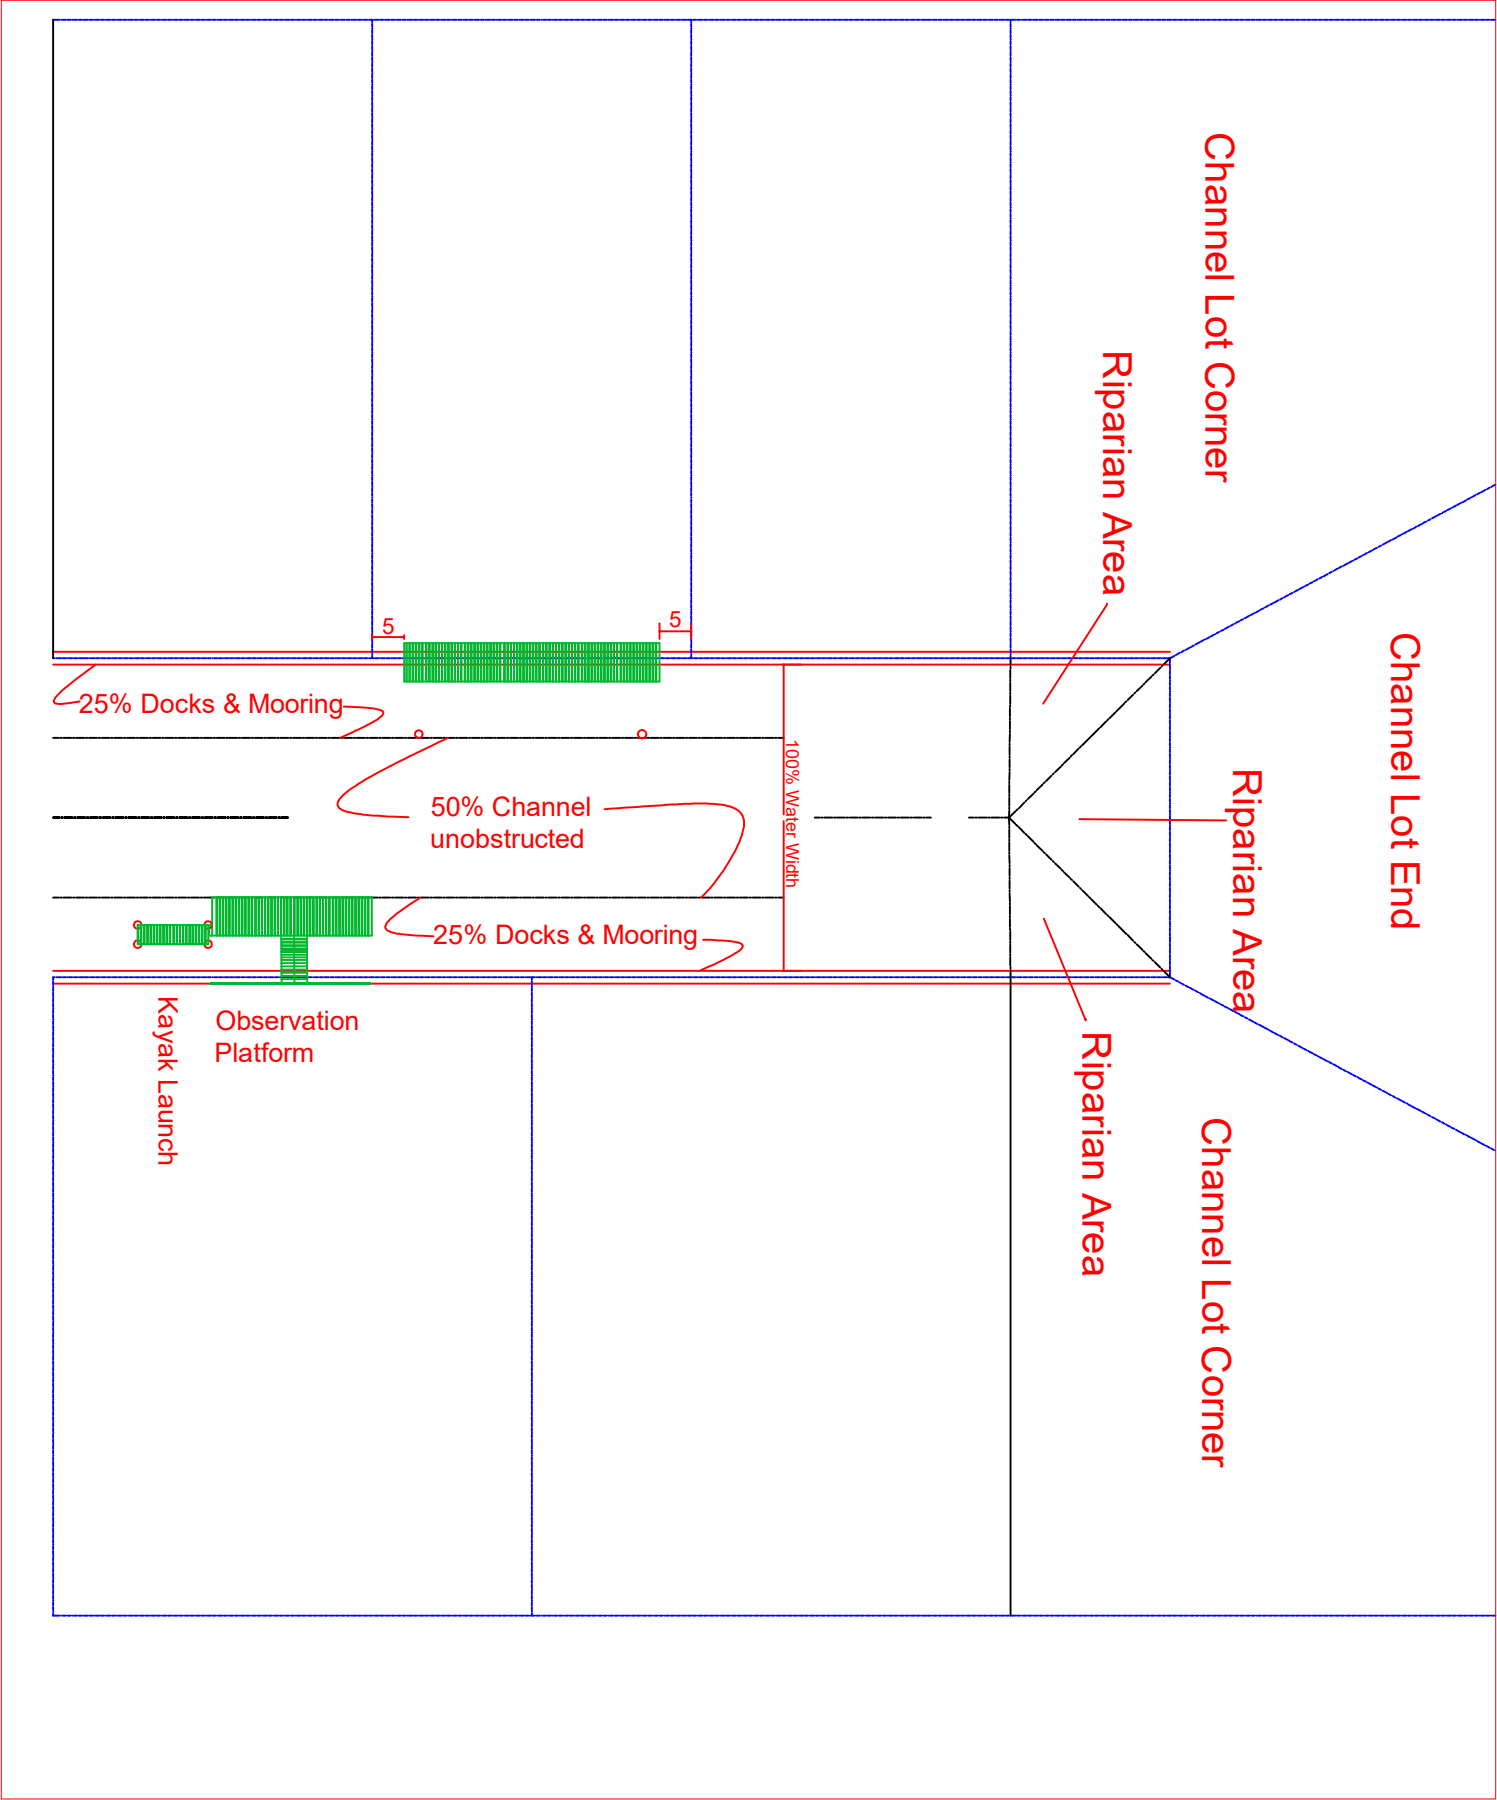 Channel Lot Corner
Riparian Area
5
5
25% Docks & Mooring
100% Water Width
50% Channel
unobstructed
Channel Lot End
Riparian Area
25% Docks & Mooring
Kayak Launch
Observation
Platform
Riparian Area
Channel Lot Corner